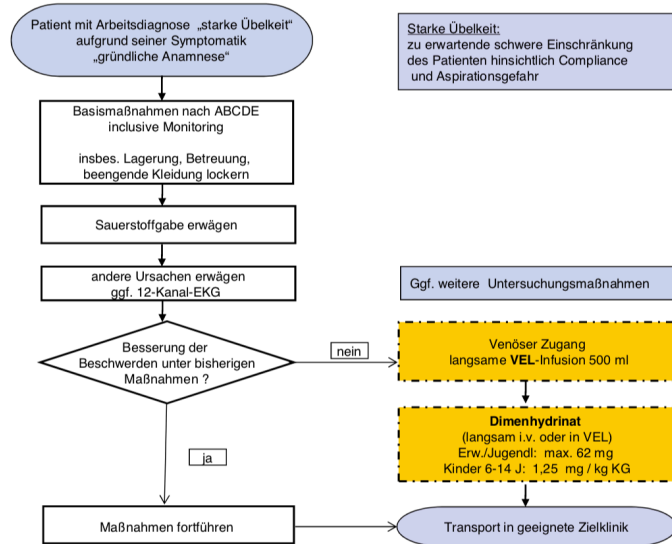 Patient mit Arbeitsdiagnose „starke Übelkeit“
aufgrund seiner Symptomatik
„gründliche Anamnese“
Starke Übelkeit:
zu erwartende schwere Einschränkung
des Patienten hinsichtlich Compliance
und Aspirationsgefahr
Basismaßnahmen nach ABCDE
inclusive Monitoring
insbes. Lagerung, Betreuung,
beengende Kleidung lockern
Sauerstoffgabe erwägen
andere Ursachen erwägen
ggf. 12-Kanal-EKG
Ggf. weitere Untersuchungsmaßnahmen
Besserung der
Beschwerden unter bisherigen
Maßnahmen ?
nein
Venöser Zugang
langsame VEL-Infusion 500 ml
Dimenhydrinat
(langsam i.v. oder in VEL)
Erw./Jugendl: max. 62 mg
Kinder 6-14 J: 1,25 mg / kg KG
ja
Maßnahmen fortführen
Transport in geeignete Zielklinik